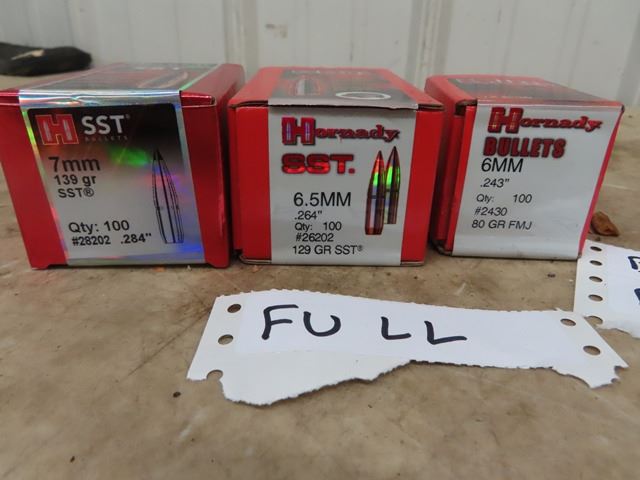 H SST®
BULLETS
7mm
139 gr
SST®
Qty: 100
#28202 .284"
Hornady
SST.
6.5MM
.264"
Qty: 100
#26202
129 GR SST®
Hornady
BULLETS
6MM
.243"
Qty: 100
#2430
80 GR FMJ
FULL